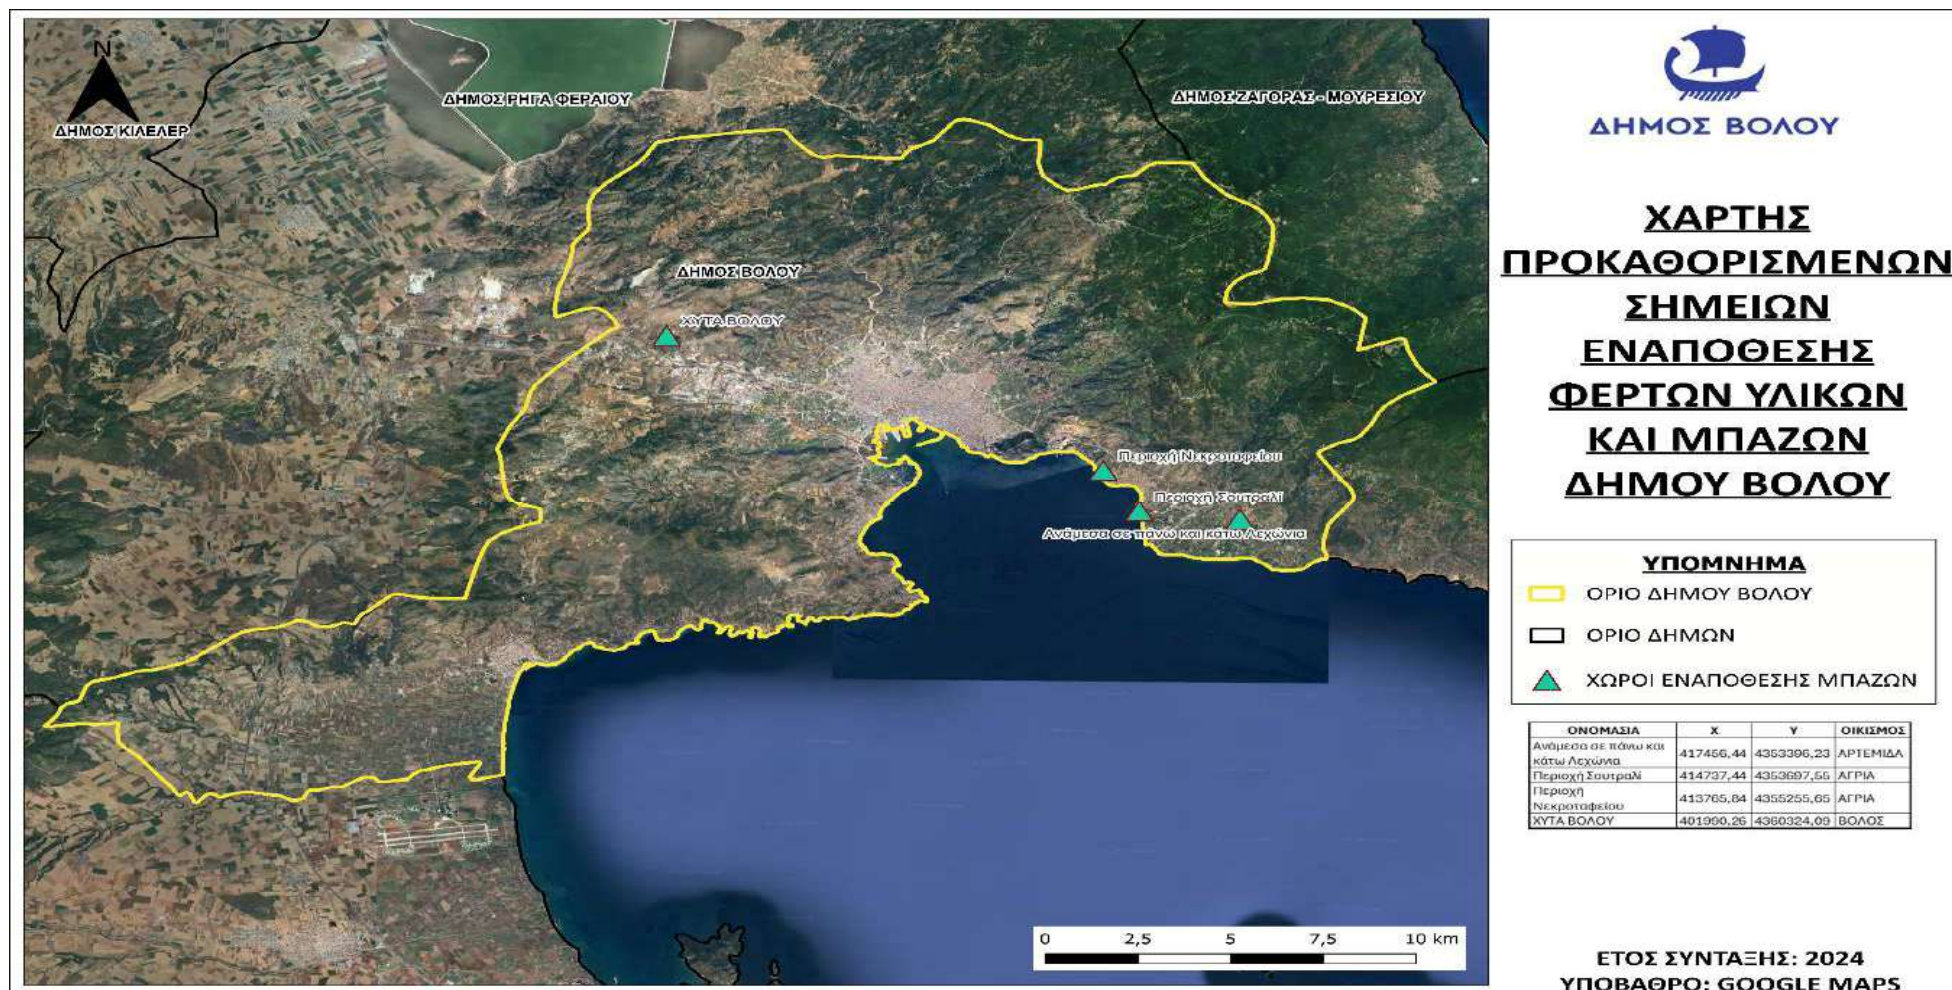 N
ΔΗΜΟΣ ΚΙΛΕΛΕΡ
ΔΗΜΟΣ ΡΗΓΑ ΦΕΡΑΙΟΥ
ΔΗΜΟΣ ΖΑΓΟΡΑΣ - ΜΟΥΡΕΣΙΟΥ
ΔΗΜΟΣ ΒΟΛΟΥ
ΧΥΤΑ ΒΟΛΟΥ
Περιοχή Νεκροταφείου
Περιοχή Σουτραλί
Ανάμεσα σε πάνω και κάτω Λεχώνια
0 2,5 5 7,5 10 km
ΔΗΜΟΣ ΒΟΛΟΥ
ΧΑΡΤΗΣ
ΠΡΟΚΑΘΟΡΙΣΜΕΝΩΝ
ΣΗΜΕΙΩΝ
ΕΝΑΠΟΘΕΣΗΣ
ΦΕΡΤΩΝ ΥΛΙΚΩΝ
ΚΑΙ ΜΠΑΖΩΝ
ΔΗΜΟΥ ΒΟΛΟΥ
ΥΠΟΜΝΗΜΑ
ΟΡΙΟ ΔΗΜΟΥ ΒΟΛΟΥ
ΟΡΙΟ ΔΗΜΩΝ
ΧΩΡΟΙ ΕΝΑΠΟΘΕΣΗΣ ΜΠΑΖΩΝ
ΟΝΟΜΑΣΙΑ Χ Υ ΟΙΚΙΣΜΟΣ
Ανάμεσα σε πάνω και
κάτω Λεχώνια 417456,44 4353396,23 ΑΡΤΕΜΙΔΑ
Περιοχή Σουτραλί 414737,44 4353697,55 ΑΓΡΙΑ
Περιοχή
Νεκροταφείου 413765,84 4355255,65 ΑΓΡΙΑ
ΧΥΤΑ ΒΟΛΟΥ 401990,26 4360324,09 ΒΟΛΟΣ
ΕΤΟΣ ΣΥΝΤΑΞΗΣ: 2024
ΥΠΟΒΑΘΡΟ: GOOGLE MAPS